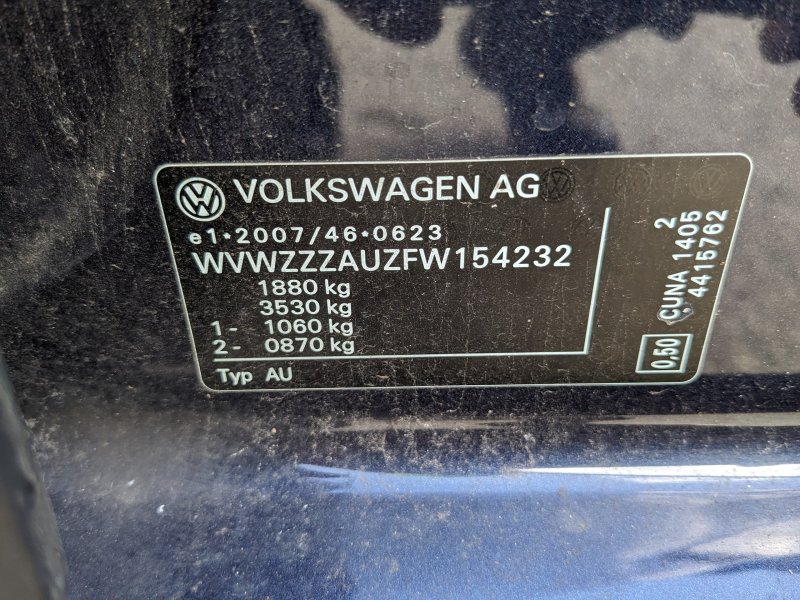 VOLKSWAGEN AG
e1*2007/46*0623
WVWZZZAUZFW154232
1880 kg
3530 kg
1 - 1060 kg
2 - 0870 kg
Typ AU
2
CUNA 1405
4415762
0,50